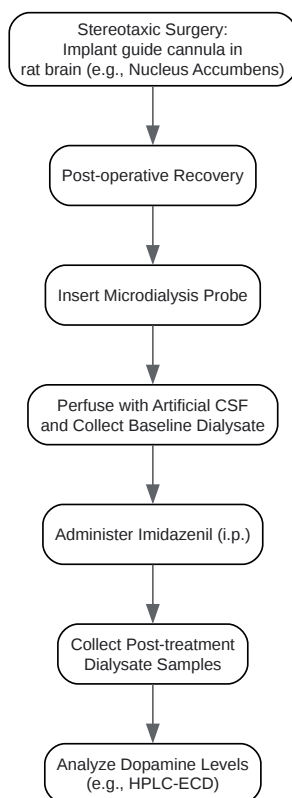 Stereotaxic Surgery:
Implant guide cannula in
rat brain (e.g., Nucleus Accumbens)
Post-operative Recovery
Insert Microdialysis Probe
Perfuse with Artificial CSF
and Collect Baseline Dialysate
Administer Imidazenil (i.p.)
Collect Post-treatment
Dialysate Samples
Analyze Dopamine Levels
(e.g., HPLC-ECD)